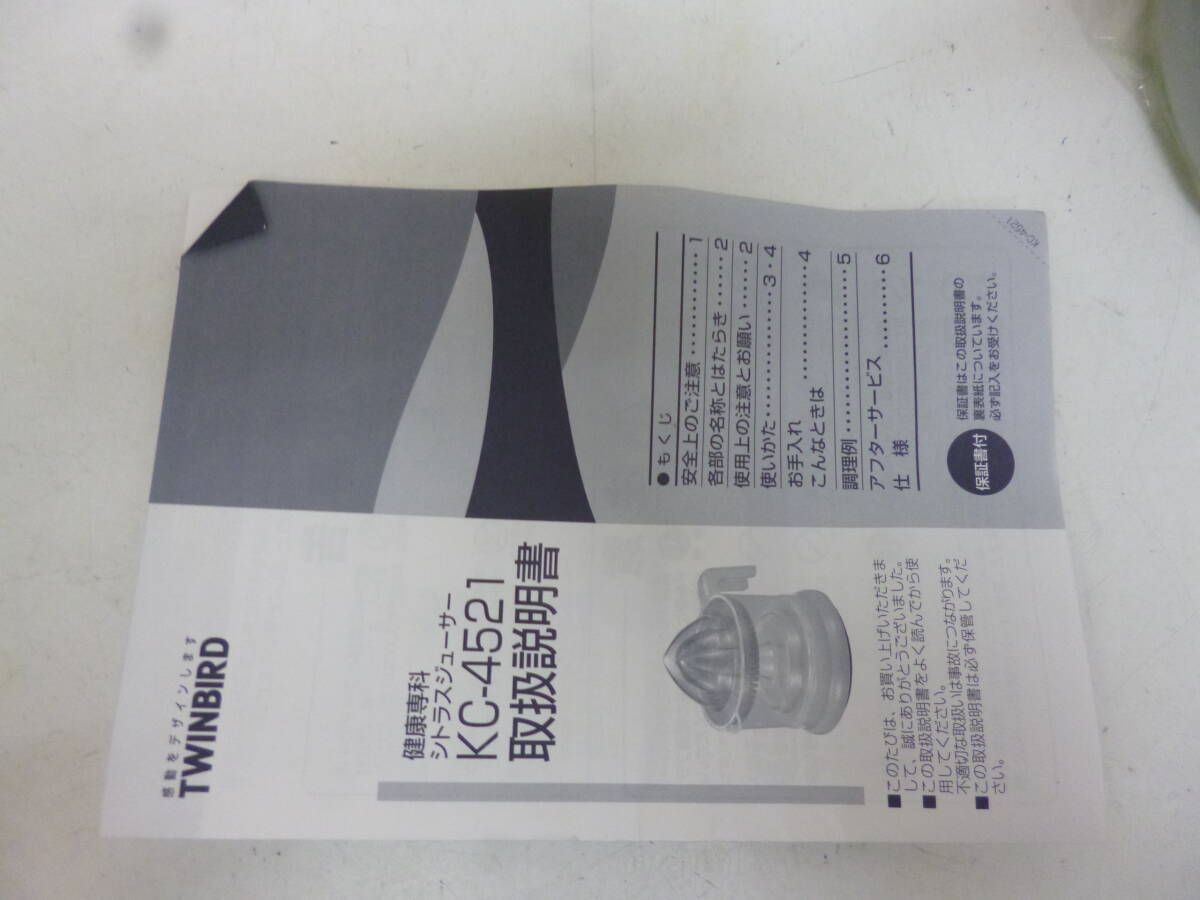 感動をデザインします
TWINBIRD
健康専科
シトラスジューサー
KC-4521
取扱説明書
■このたびは、お買い上げいただきま
して、誠にありがとうございました。
■この取扱説明書をよく読んでから使
用してください。
不適切な取扱いは事故につながります。
■この取扱説明書は必ず保管してくだ
さい。
●もくじ
安全上のご注意 ………… 1
各部の名称とはたらき …… 2
使用上の注意とお願い …… 2
使いかた …………… 3・4
お手入れ
こんなときは ………… 4
調理例 ……………… 5
アフターサービス ……… 6
仕 様
保証書付
保証書はこの取扱説明書の
裏表紙についています。
必ず記入をお受けください。
KC-4521